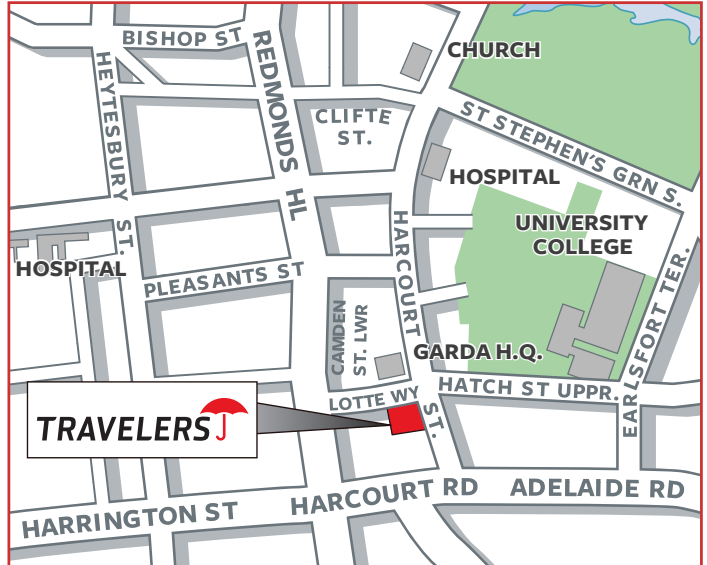 BISHOP ST
REDMONDS HL
CHURCH
HEYTESBURY ST.
CLIFTE
ST.
ST STEPHEN'S GRN S.
HOSPITAL
HARCOURT ST.
UNIVERSITY
COLLEGE
HOSPITAL
PLEASANTS ST
EARLSFORT TER.
CAMDEN
ST. LWR
GARDA H.Q.
HATCH ST UPPR.
LOTTE WY
TRAVELERS
HARRINGTON ST
HARCOURT RD
ADELAIDE RD